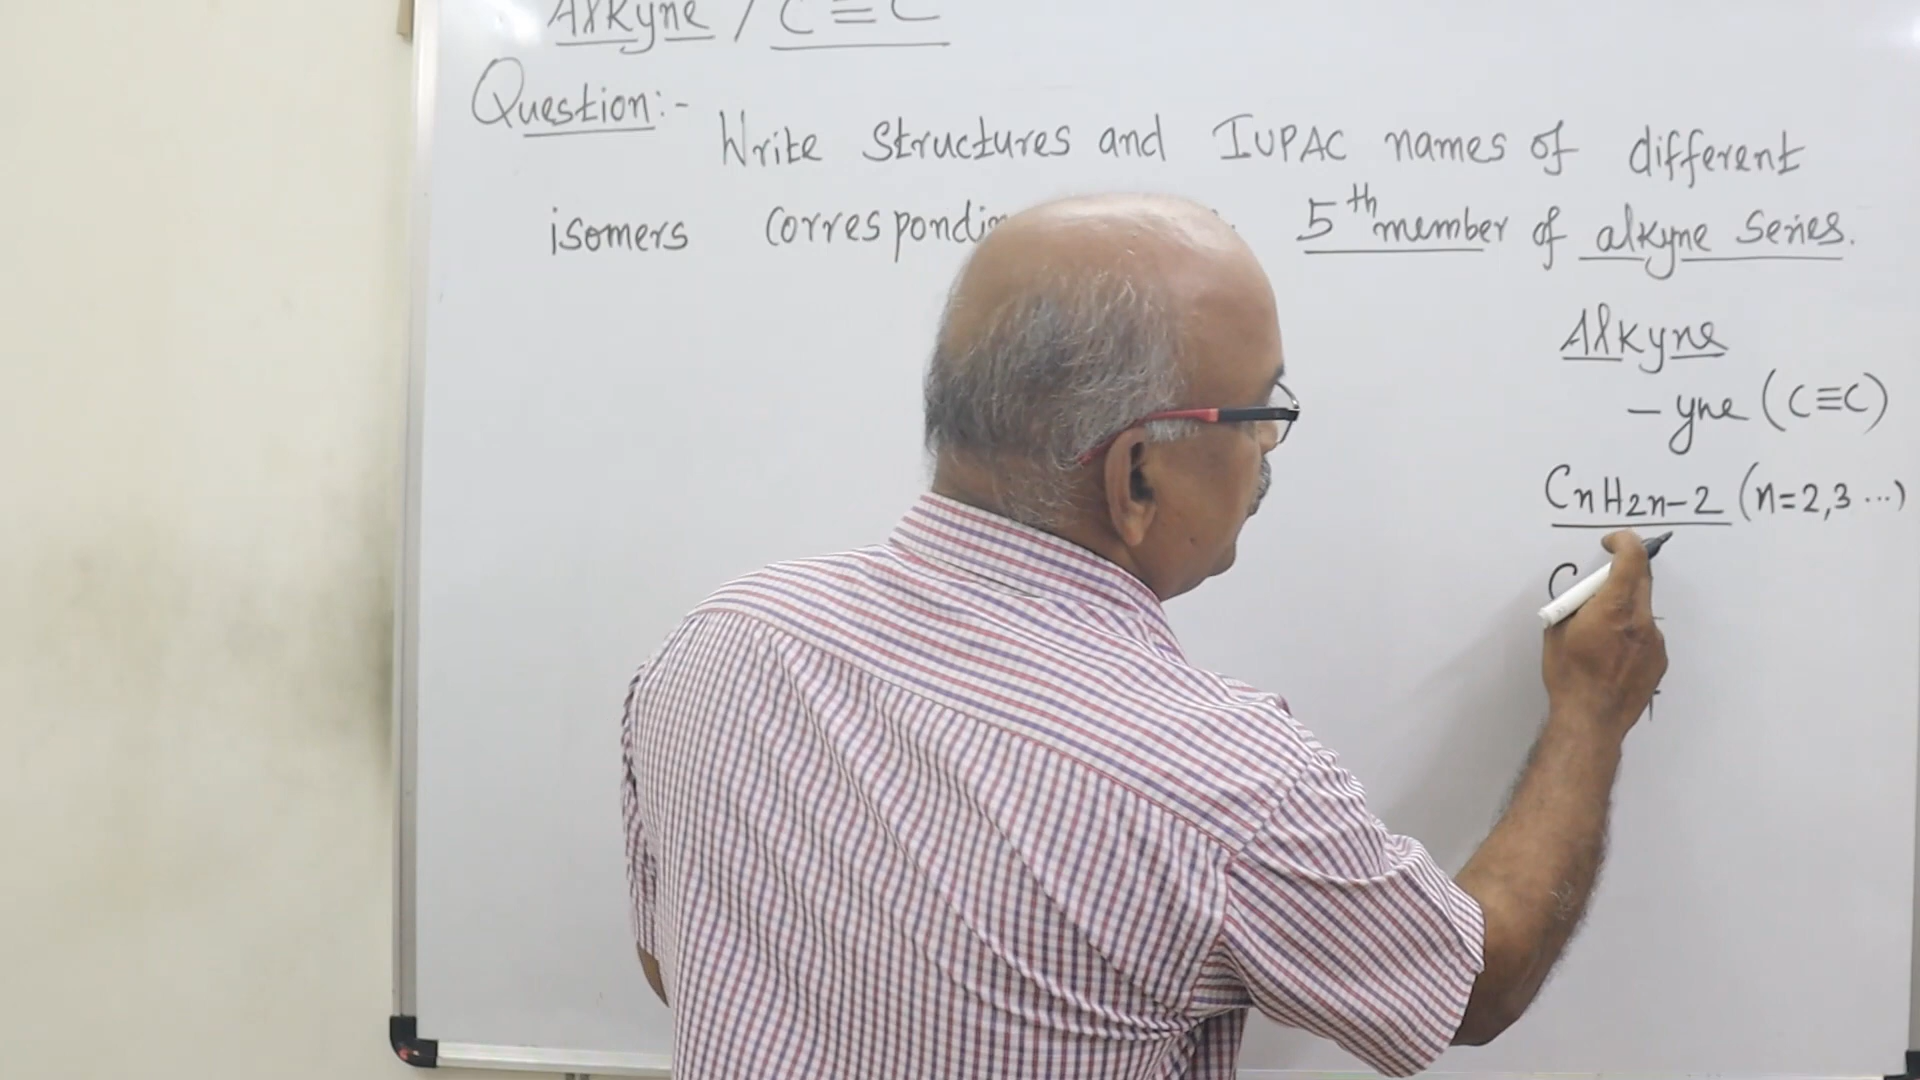 Alkyne / C≡C
Question:-
Write Structures and IUPAC names of different
isomers 5th member of alkyne series.
Alkyne
- yne (C≡C)
CnH2n-2 (n=2,3 ...)
C